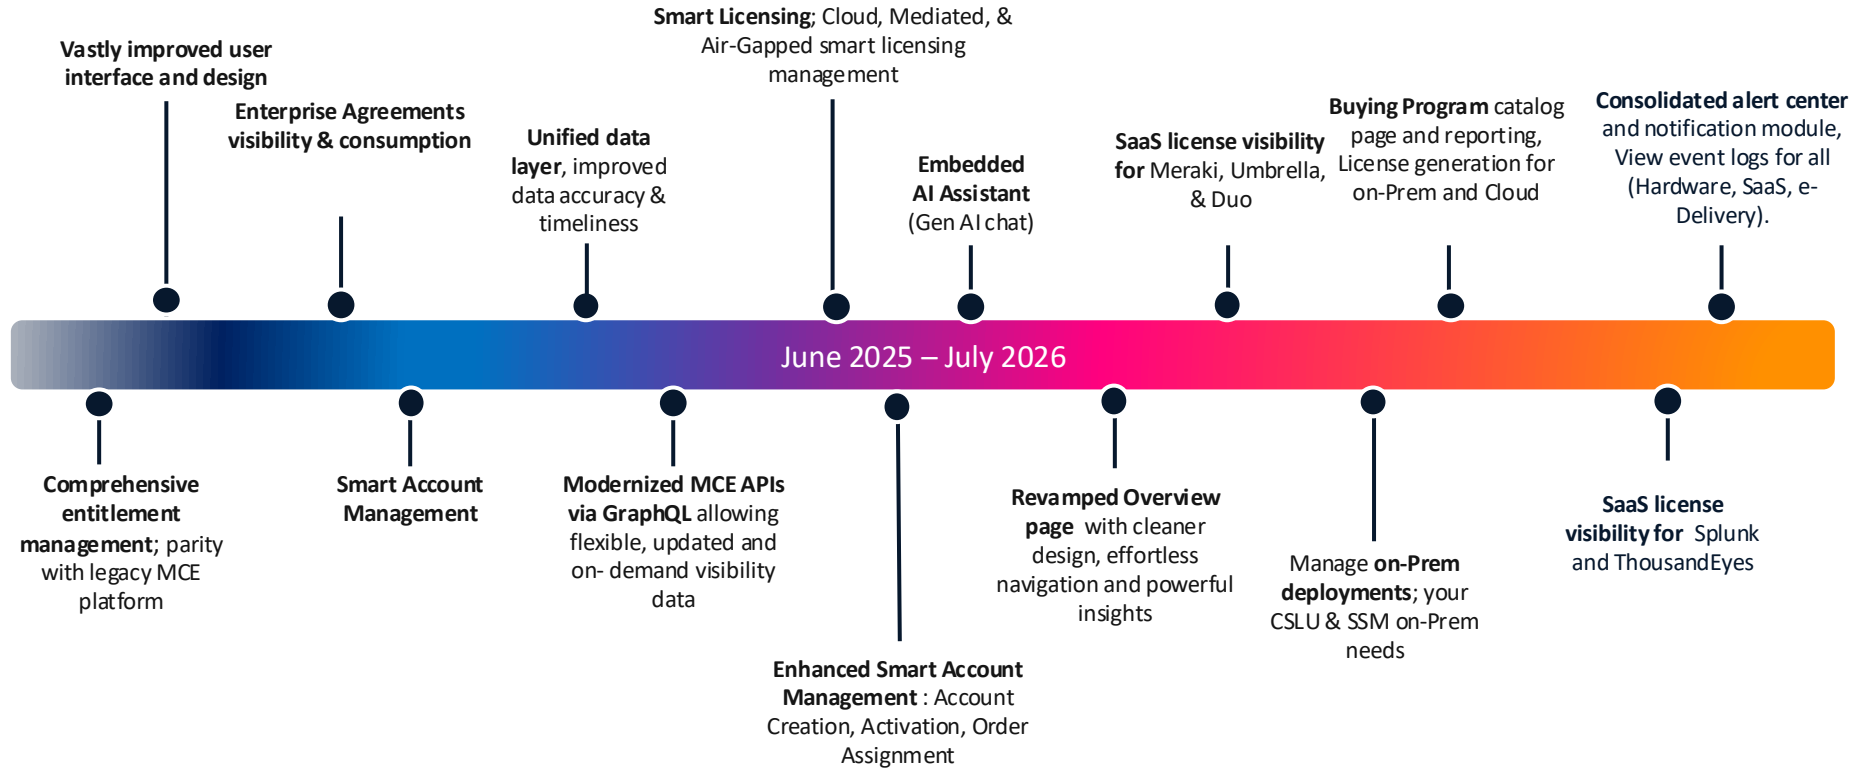 Vastly improved user
interface and design
Enterprise Agreements
visibility & consumption
Unified data
layer, improved
data accuracy &
timeliness
Smart Licensing; Cloud, Mediated, &
Air-Gapped smart licensing
management
Embedded
AI Assistant
(Gen AI chat)
SaaS license visibility
for Meraki, Umbrella,
& Duo
Buying Program catalog
page and reporting,
License generation for
on-Prem and Cloud
Consolidated alert center
and notification module,
View event logs for all
(Hardware, SaaS, e-
Delivery).
June 2025 – July 2026
Comprehensive
entitlement
management; parity
with legacy MCE
platform
Smart Account
Management
Modernized MCE APIs
via GraphQL allowing
flexible, updated and
on- demand visibility
data
Enhanced Smart Account
Management : Account
Creation, Activation, Order
Assignment
Revamped Overview
page with cleaner
design, effortless
navigation and powerful
insights
Manage on-Prem
deployments; your
CSLU & SSM on-Prem
needs
SaaS license
visibility for Splunk
and ThousandEyes